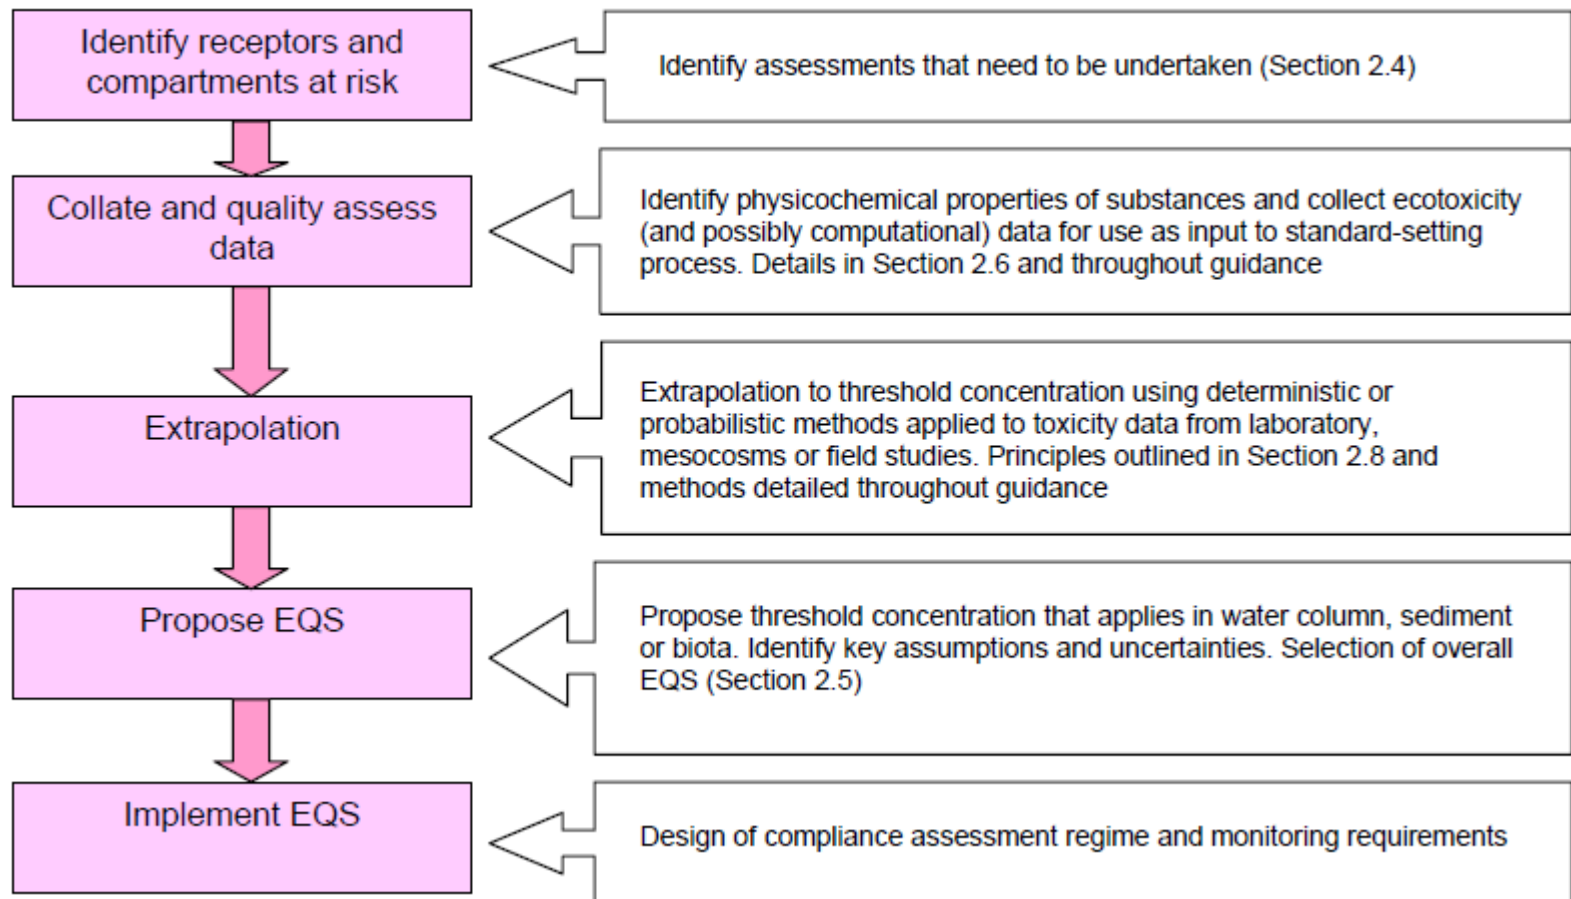 Identify receptors and
compartments at risk
Identify assessments that need to be undertaken (Section 2.4)
Collate and quality assess
data
Identify physicochemical properties of substances and collect ecotoxicity
(and possibly computational) data for use as input to standard-setting
process. Details in Section 2.6 and throughout guidance
Extrapolation
Extrapolation to threshold concentration using deterministic or
probabilistic methods applied to toxicity data from laboratory,
mesocosms or field studies. Principles outlined in Section 2.8 and
methods detailed throughout guidance
Propose EQS
Propose threshold concentration that applies in water column, sediment
or biota. Identify key assumptions and uncertainties. Selection of overall
EQS (Section 2.5)
Implement EQS
Design of compliance assessment regime and monitoring requirements